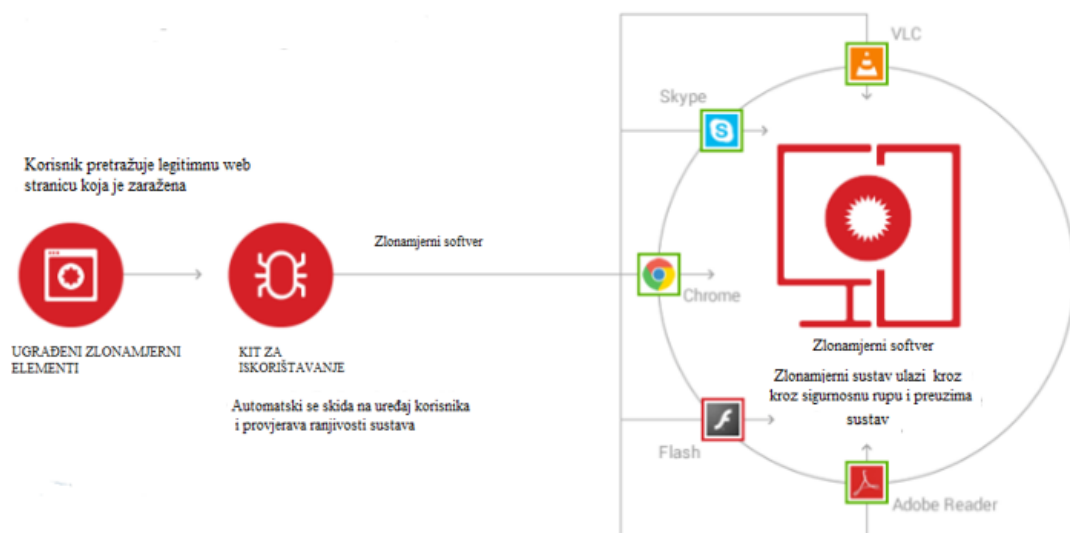 Korisnik pretražuje legitimnu web
stranicu koja je zaražena
UGRAĐENI ZLONAMJERNI
ELEMENTI
KIT ZA
ISKORIŠTAVANJE
Automatski se skida na uređaj korisnika
i provjerava ranjivosti sustava
Zlonamjerni softver
VLC
Skype
Chrome
Flash
Adobe Reader
Zlonamjerni softver
Zlonamjerni sustav ulazi kroz
kroz sigurnosnu rupu i preuzima
sustav